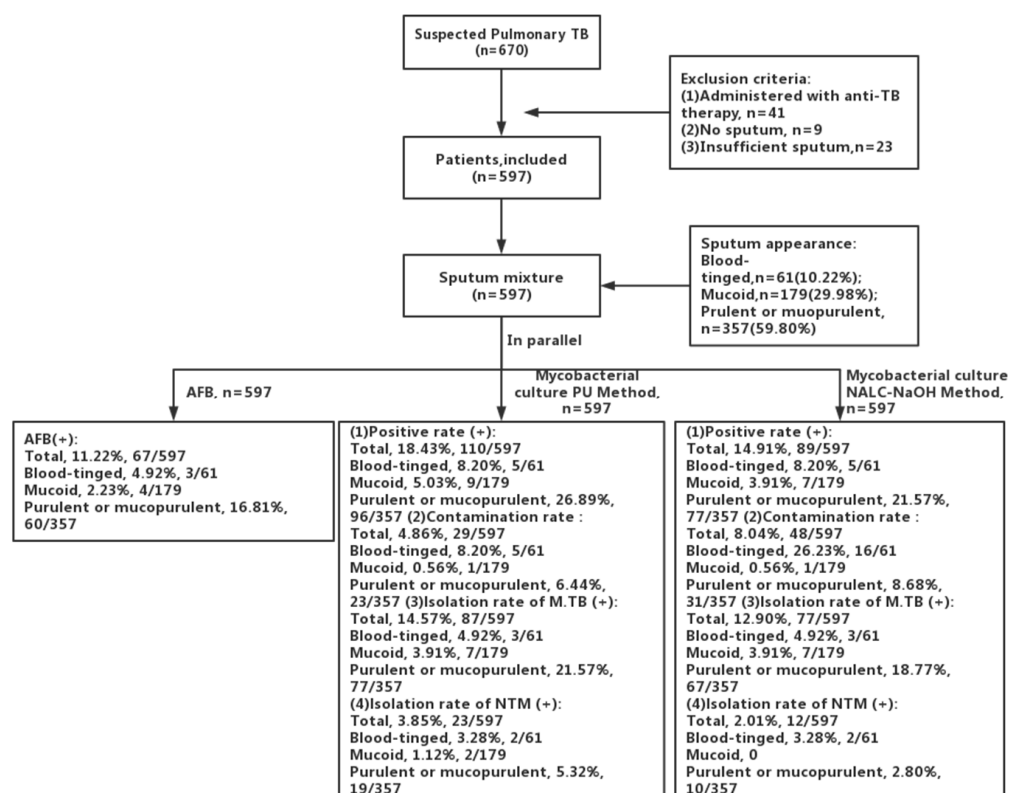 Suspected Pulmonary TB
(n=670)
Exclusion criteria:
(1)Administered with anti-TB
therapy, n=41
(2)No sputum, n=9
(3)Insufficient sputum,n=23
Patients,included
(n=597)
Sputum mixture
(n=597)
Sputum appearance:
Blood-
tinged,n=61(10.22%);
Mucoid,n=179(29.98%);
Prulent or muopurulent,
n=357(59.80%)
In parallel
AFB, n=597
Mycobacterial
culture PU Method,
n=597
Mycobacterial culture
NALC-NaOH Method,
n=597
AFB(+):
Total, 11.22%, 67/597
Blood-tinged, 4.92%, 3/61
Mucoid, 2.23%, 4/179
Purulent or mucopurulent, 16.81%,
60/357
(1)Positive rate (+):
Total, 18.43%, 110/597
Blood-tinged, 8.20%, 5/61
Mucoid, 5.03%, 9/179
Purulent or mucopurulent, 26.89%,
96/357 (2)Contamination rate :
Total, 4.86%, 29/597
Blood-tinged, 8.20%, 5/61
Mucoid, 0.56%, 1/179
Purulent or mucopurulent, 6.44%,
23/357 (3)Isolation rate of M.TB (+):
Total, 14.57%, 87/597
Blood-tinged, 4.92%, 3/61
Mucoid, 3.91%, 7/179
Purulent or mucopurulent, 21.57%,
77/357
(4)Isolation rate of NTM (+):
Total, 3.85%, 23/597
Blood-tinged, 3.28%, 2/61
Mucoid, 1.12%, 2/179
Purulent or mucopurulent, 5.32%,
19/357
(1)Positive rate (+):
Total, 14.91%, 89/597
Blood-tinged, 8.20%, 5/61
Mucoid, 3.91%, 7/179
Purulent or mucopurulent, 21.57%,
77/357 (2)Contamination rate :
Total, 8.04%, 48/597
Blood-tinged, 26.23%, 16/61
Mucoid, 0.56%, 1/179
Purulent or mucopurulent, 8.68%,
31/357 (3)Isolation rate of M.TB (+):
Total, 12.90%, 77/597
Blood-tinged, 4.92%, 3/61
Mucoid, 3.91%, 7/179
Purulent or mucopurulent, 18.77%,
67/357
(4)Isolation rate of NTM (+):
Total, 2.01%, 12/597
Blood-tinged, 3.28%, 2/61
Mucoid, 0
Purulent or mucopurulent, 2.80%,
10/357